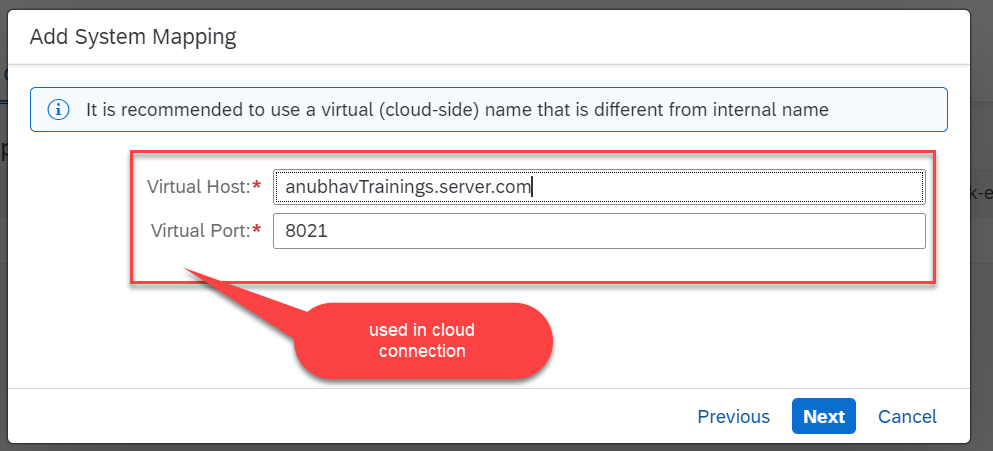 Add System Mapping
It is recommended to use a virtual (cloud-side) name that is different from internal name
Virtual Host:* anubhavTrainings.server.com
Virtual Port:* 8021
used in cloud
connection
Previous Next Cancel
k-e